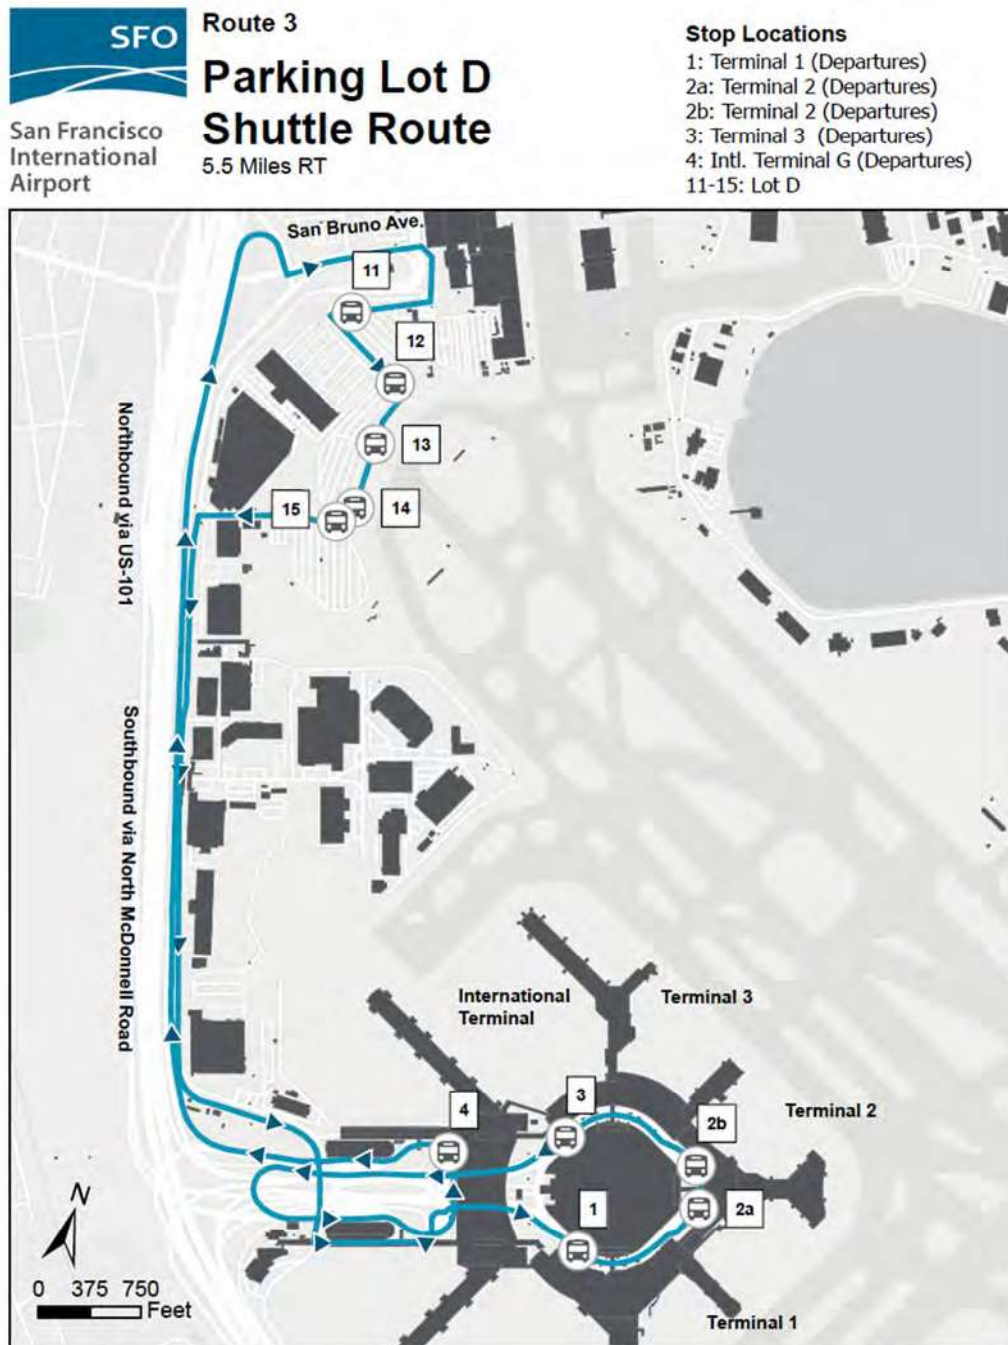 SFO
San Francisco
International
Airport
Route 3
Parking Lot D
Shuttle Route
5.5 Miles RT
Stop Locations
1: Terminal 1 (Departures)
2a: Terminal 2 (Departures)
2b: Terminal 2 (Departures)
3: Terminal 3 (Departures)
4: Intl. Terminal G (Departures)
11-15: Lot D
San Bruno Ave.
11
12
13
14
15
Northbound via US-101
Southbound via North McDonnell Road
International
Terminal
Terminal 3
Terminal 2
4
3
2b
2a
1
Terminal 1
N
0 375 750
Feet